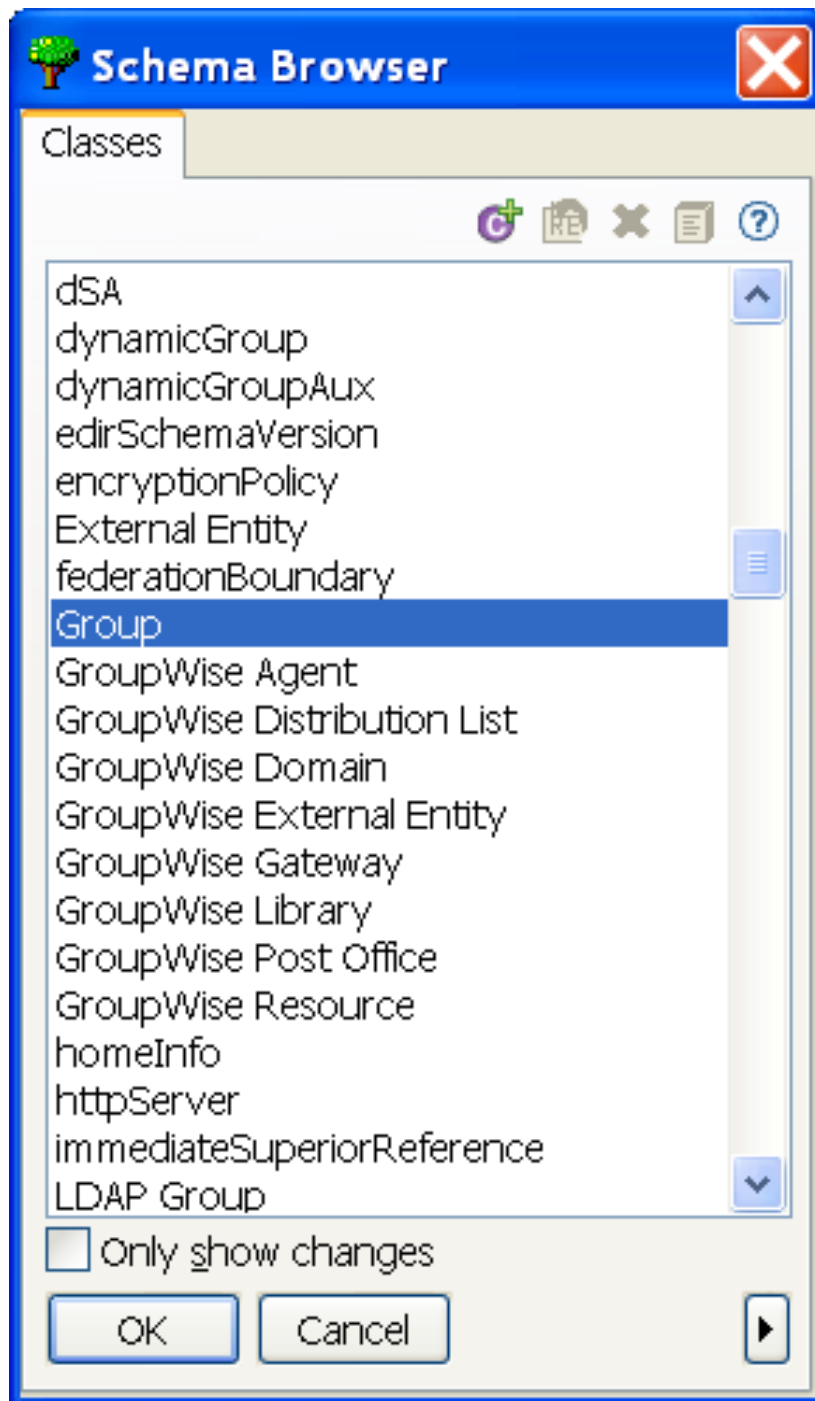 Schema Browser
Classes
dSA
dynamicGroup
dynamicGroupAux
edirSchemaVersion
encryptionPolicy
External Entity
federationBoundary
Group
GroupWise Agent
GroupWise Distribution List
GroupWise Domain
GroupWise External Entity
GroupWise Gateway
GroupWise Library
GroupWise Post Office
GroupWise Resource
homeInfo
httpServer
immediateSuperiorReference
LDAP Group
Only show changes
OK Cancel